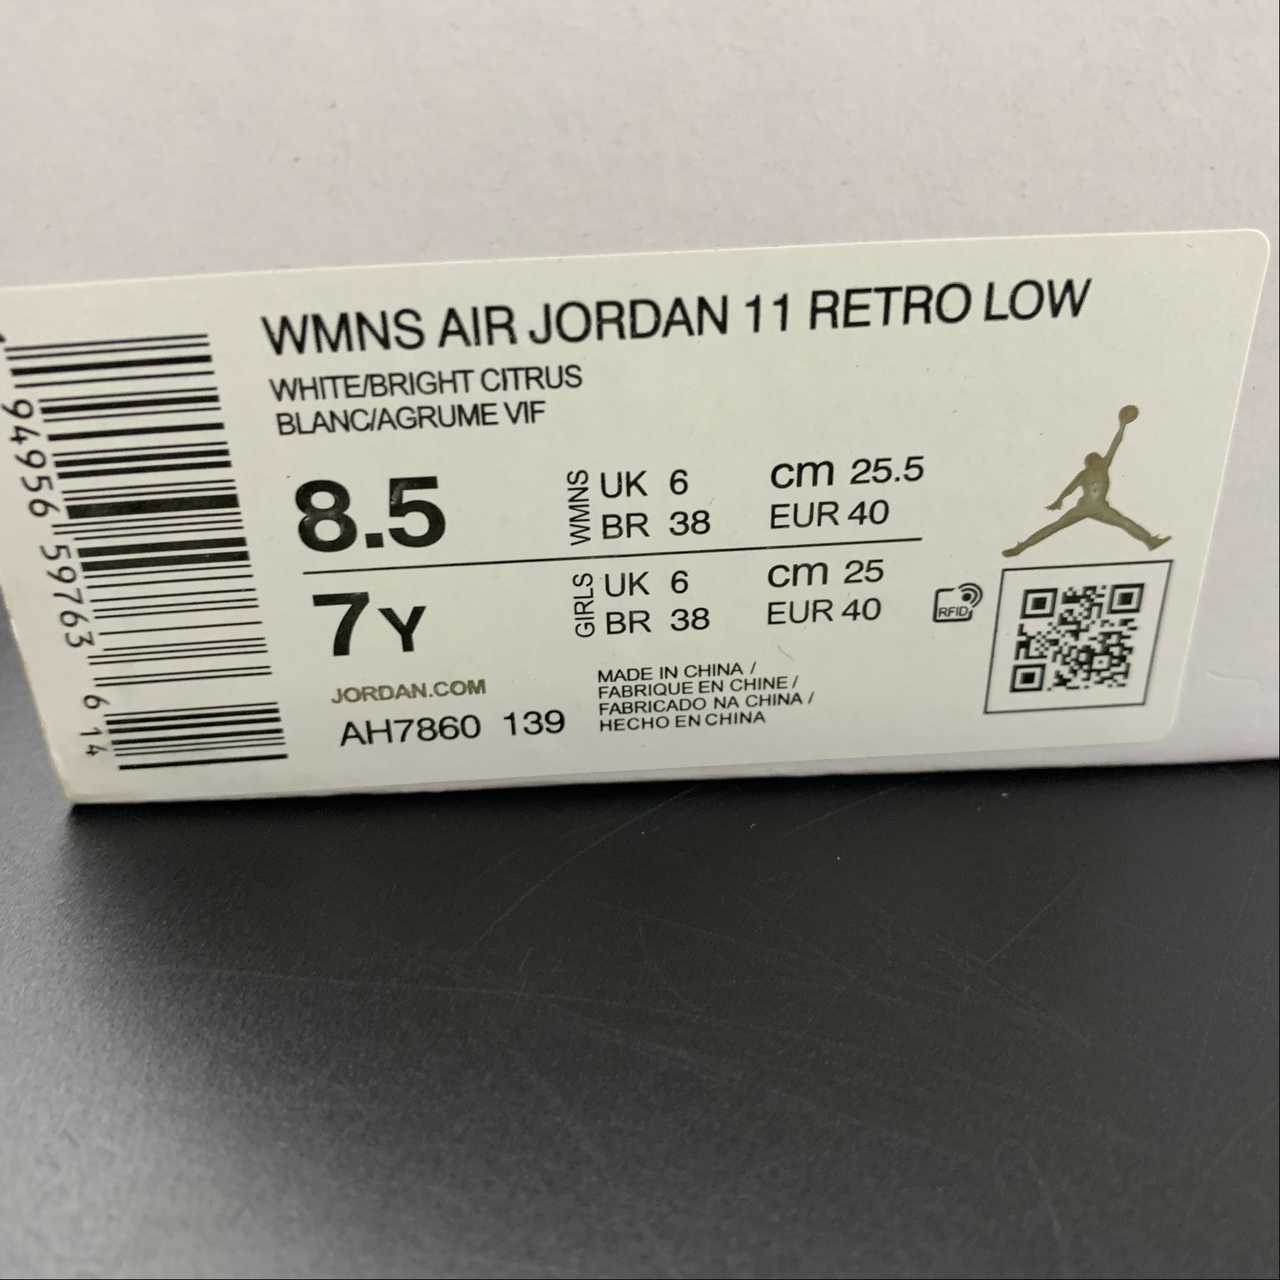 WMNS AIR JORDAN 11 RETRO LOW
WHITE/BRIGHT CITRUS
BLANC/AGRUME VIF
8.5
WMNS
UK 6
cm 25.5
BR 38
EUR 40
7Y
GIRLS
UK 6
cm 25
BR 38
EUR 40
RFID
JORDAN.COM
AH7860 139
MADE IN CHINA /
FABRIQUE EN CHINE /
FABRICADO NA CHINA /
HECHO EN CHINA
94956 59763 6 14